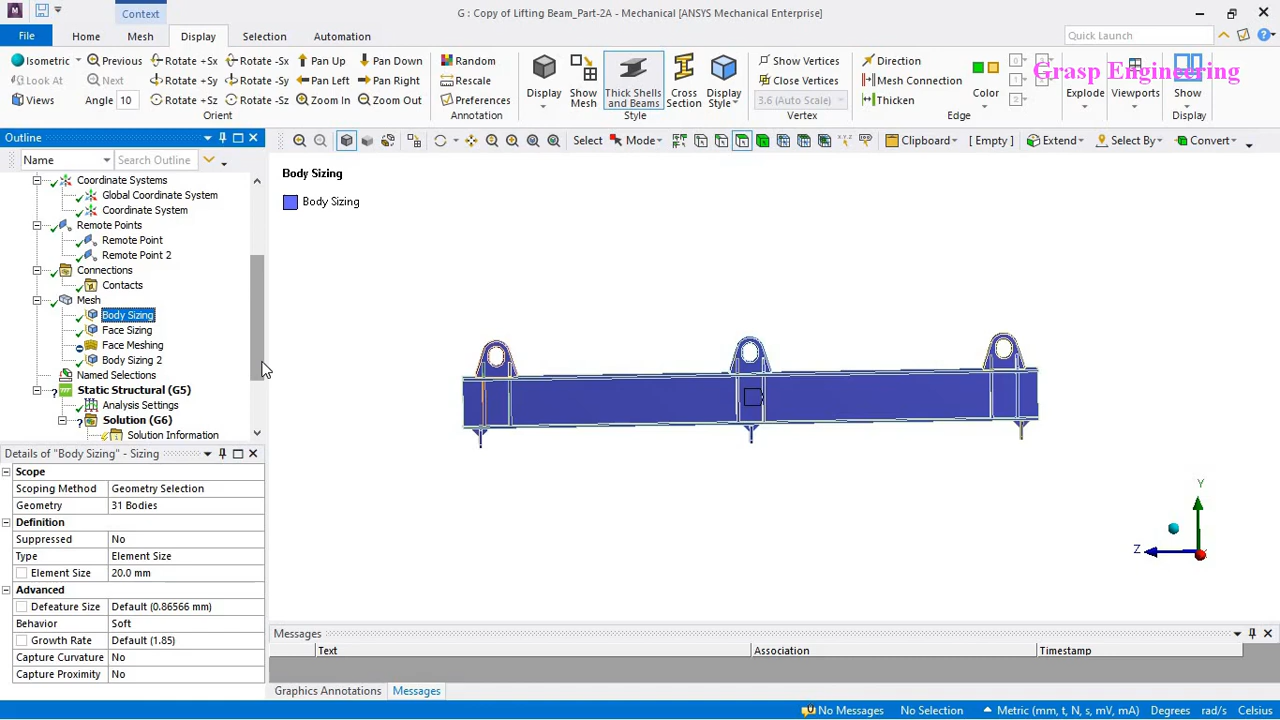 Context
G : Copy of Lifting Beam_Part-2A - Mechanical [ANSYS Mechanical Enterprise]
File Home Mesh Display Selection Automation Quick Launch
Isometric Previous Rotate +Sx Rotate -Sx Pan Up Pan Down Random Show Vertices Direction
Look At Next Rotate +Sy Rotate -Sy Pan Left Pan Right Rescale Close Vertices Mesh Connection
Views Angle 10 Rotate +Sz Rotate -Sz Zoom In Zoom Out Preferences 3.6 (Auto Scale) Thicken
Display Show Mesh Thick Shells and Beams Cross Section Display Style Color Explode Viewports Show
Orient Annotation Style Vertex Edge Display
Grasp Engineering
Outline
Name Search Outline
Select Mode Clipboard [ Empty ] Extend Select By Convert
Coordinate Systems
Global Coordinate System
Coordinate System
Remote Points
Remote Point
Remote Point 2
Connections
Contacts
Mesh
Body Sizing
Face Sizing
Face Meshing
Body Sizing 2
Named Selections
Static Structural (G5)
Analysis Settings
Solution (G6)
Solution Information
Details of "Body Sizing" - Sizing
Scope
Scoping Method Geometry Selection
Geometry 31 Bodies
Definition
Suppressed No
Type Element Size
Element Size 20.0 mm
Advanced
Defeature Size Default (0.86566 mm)
Behavior Soft
Growth Rate Default (1.85)
Capture Curvature No
Capture Proximity No
Body Sizing
Body Sizing
Y
Z
Messages
Text Association Timestamp
Graphics Annotations Messages
No Messages No Selection Metric (mm, t, N, s, mV, mA) Degrees rad/s Celsius